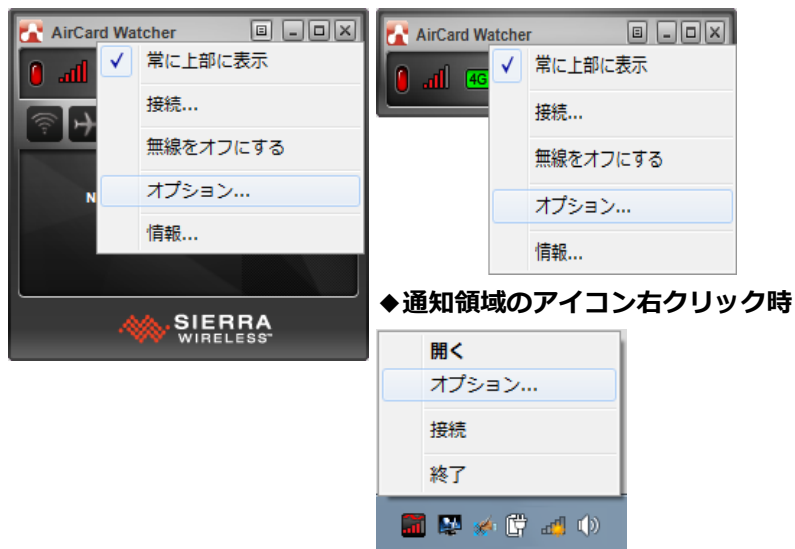 AirCard Watcher
常に上部に表示
接続...
無線をオフにする
N
オプション...
情報...
SIERRA
WIRELESS™
AirCard Watcher
4G
常に上部に表示
接続...
無線をオフにする
オプション...
情報...
◆通知領域のアイコン右クリック時
開く
オプション...
接続
終了